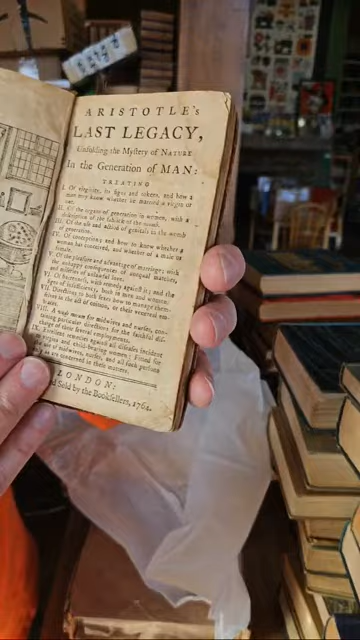 ARISTOTLE's
LAST LEGACY,
Unfolding the Mystery of NATURE
In the Generation of MAN:
TREATING
I. Of virginity, its signs and tokens, and how a
man may know whether he married a virgin or
not.
II. Of the organs of generation in women, with a
description of the fabrick of the womb.
III. Of the use and action of genitals in the work
of generation.
IV. Of conception; and how to know whether a
woman has conceived, and whether of a male or
female.
V. Of the pleasure and advantage of marriage; with
the unhappy consequences of unequal matches,
and miseries of unlawful love.
VI. Of barrenness, with remedies against it; and the
signs of insufficiency, both in men and women.
VII. Directions to both sexes how to manage them-
selves in the act of coition, or their venereal em-
braces.
VIII. A vade mecum for midwives and nurses, con-
taining particular directions for the faithful dis-
charge of their several employments.
IX. Excellent remedies against all diseases incident
to virgins and child-bearing women; Fitted for
use of midwives, nurses, and all such persons
as are concerned in these matters.
LONDON:
Sold by the Booksellers, 1762.